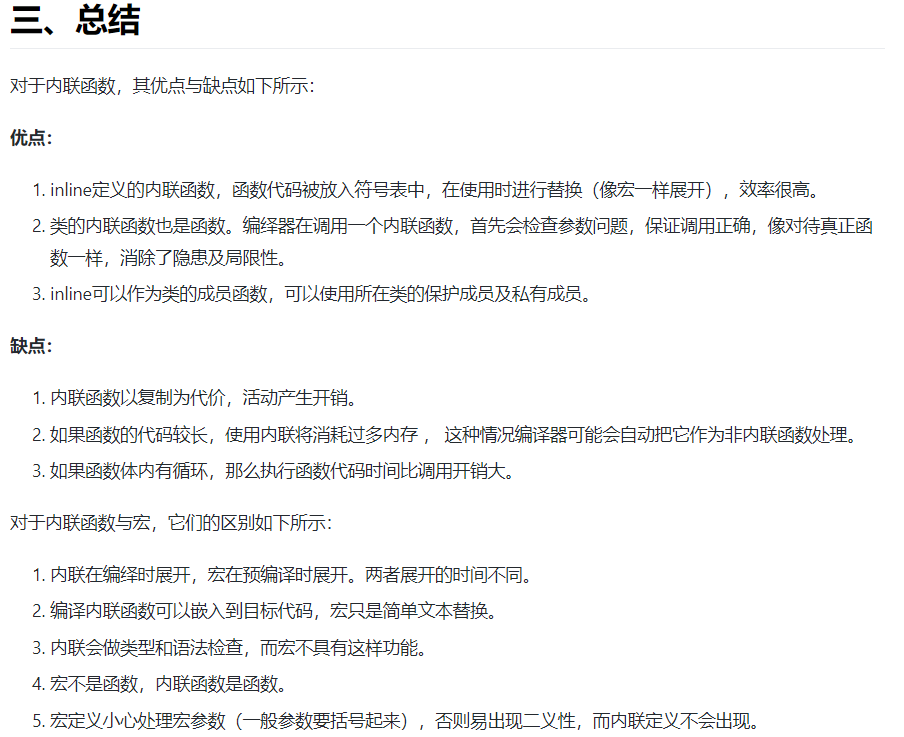 三、总结
对于内联函数，其优点与缺点如下所示：
优点：
1. inline定义的内联函数，函数代码被放入符号表中，在使用时进行替换（像宏一样展开），效率很高。
2. 类的内联函数也是函数。编绎器在调用一个内联函数，首先会检查参数问题，保证调用正确，像对待真正函
数一样，消除了隐患及局限性。
3. inline可以作为类的成员函数，可以使用所在类的保护成员及私有成员。
缺点：
1. 内联函数以复制为代价，活动产生开销。
2. 如果函数的代码较长，使用内联将消耗过多内存 ， 这种情况编译器可能会自动把它作为非内联函数处理。
3. 如果函数体内有循环，那么执行函数代码时间比调用开销大。
对于内联函数与宏，它们的区别如下所示：
1. 内联在编绎时展开，宏在预编译时展开。两者展开的时间不同。
2. 编译内联函数可以嵌入到目标代码，宏只是简单文本替换。
3. 内联会做类型和语法检查，而宏不具有这样功能。
4. 宏不是函数，内联函数是函数。
5. 宏定义小心处理宏参数（一般参数要括号起来），否则易出现二义性，而内联定义不会出现。